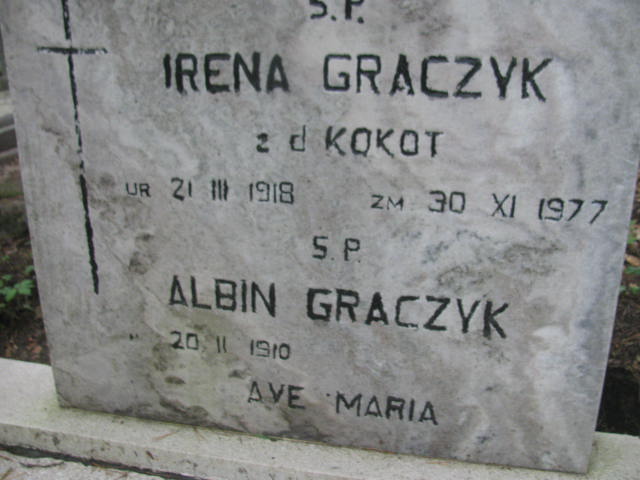 S.P.
IRENA GRACZYK
z d KOKOT
UR 21 III 1918 ZM 30 XI 1977
S.P.
ALBIN GRACZYK
" 20 II 1910
AVE MARIA